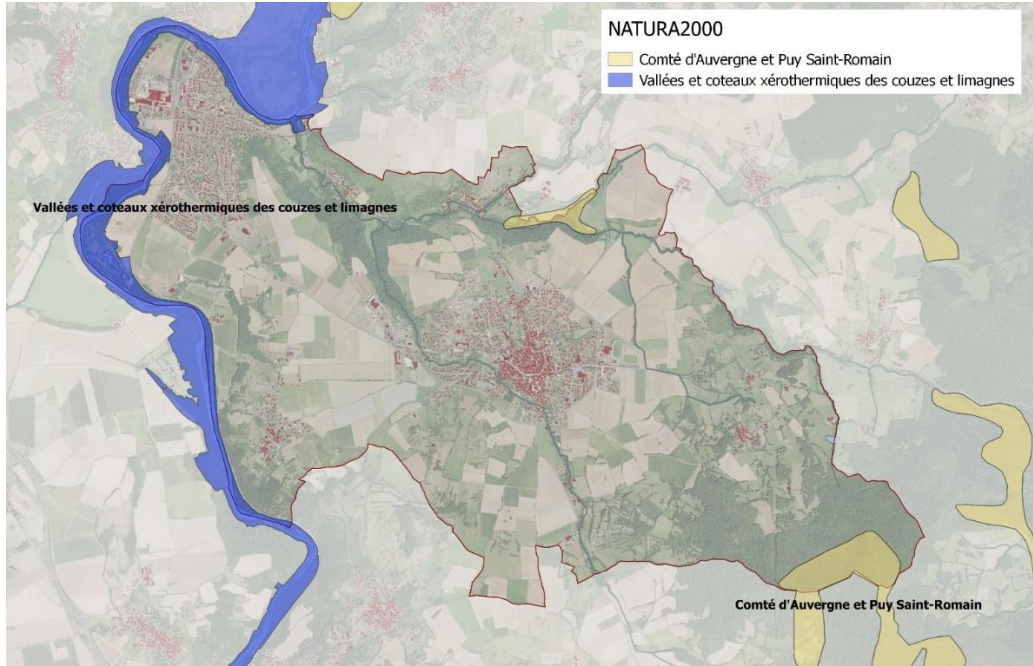 NATURA2000
Comté d'Auvergne et Puy Saint-Romain
Vallées et coteaux xérothermiques des couzes et limagnes
Vallées et coteaux xérothermiques des couzes et limagnes
Comté d'Auvergne et Puy Saint-Romain